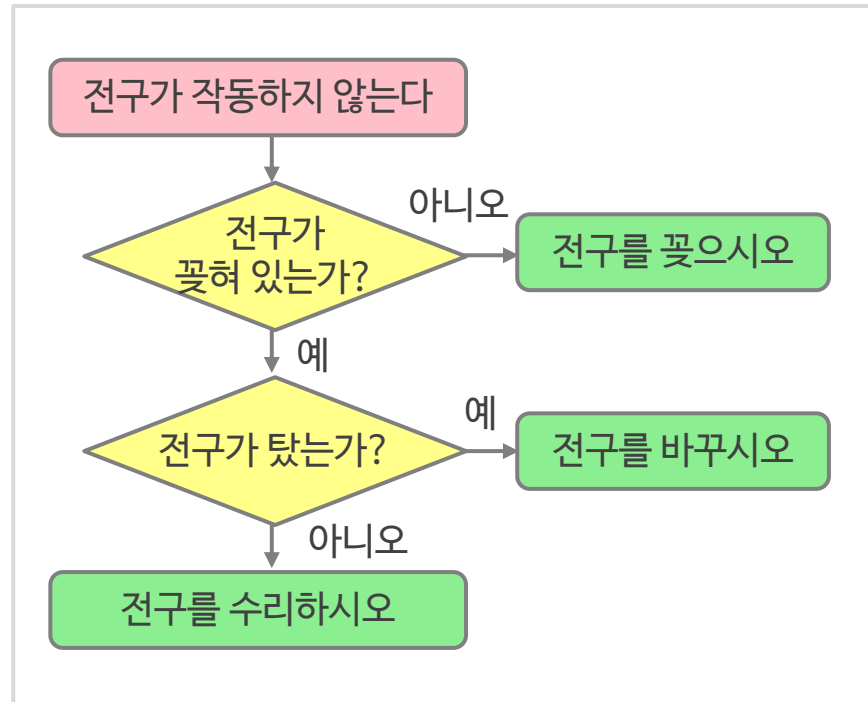 전구가 작동하지 않는다
전구가
꽂혀 있는가?
아니오
전구를 꽂으시오
예
전구가 탔는가?
예
전구를 바꾸시오
아니오
전구를 수리하시오